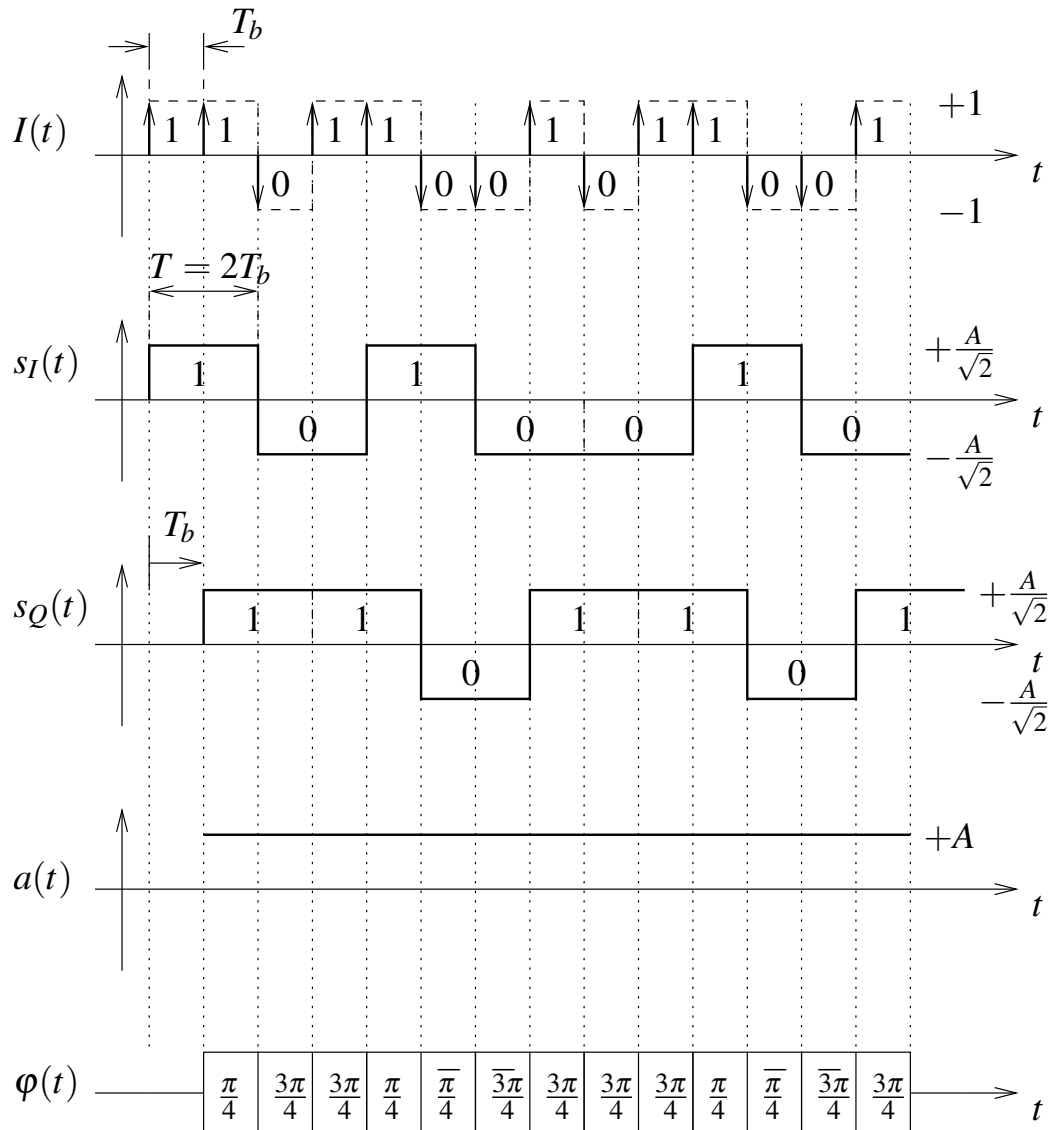 T_b
I(t) 1 1 0 1 1 0 0 1 0 1 1 0 0 1 +1
t
−1
T = 2T_b
s_I(t) 1 0 1 0 0 1 0 +A/√2
t
−A/√2
T_b
s_Q(t) 1 1 0 1 1 0 1 +A/√2
t
−A/√2
a(t) +A
t
φ(t) π/4 3π/4 3π/4 π/4 π̅/4 3̅π/4 3π/4 3π/4 3π/4 π/4 π̅/4 3̅π/4 3π/4 t